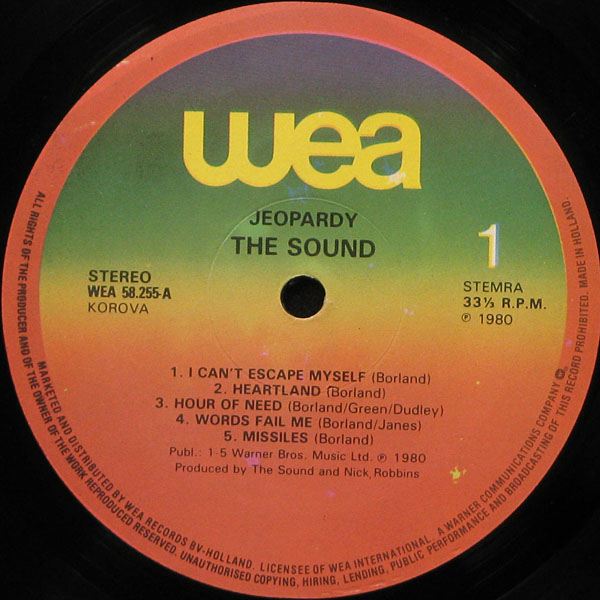 wea
JEOPARDY
THE SOUND
1
STEREO
WEA 58.255-A
KOROVA
STEMRA
33⅓ R.P.M.
℗ 1980
1. I CAN'T ESCAPE MYSELF (Borland)
2. HEARTLAND (Borland)
3. HOUR OF NEED (Borland/Green/Dudley)
4. WORDS FAIL ME (Borland/Janes)
5. MISSILES (Borland)
Publ.: 1-5 Warner Bros. Music Ltd. ℗ 1980
Produced by The Sound and Nick Robbins
ALL RIGHTS OF THE PRODUCER AND OF THE OWNER OF THE WORK REPRODUCED RESERVED. UNAUTHORISED COPYING, HIRING, LENDING, PUBLIC PERFORMANCE AND BROADCASTING OF THIS RECORD PROHIBITED. MADE IN HOLLAND.
MARKETED AND DISTRIBUTED BY WEA RECORDS BV-HOLLAND. LICENSEE OF WEA INTERNATIONAL. A WARNER COMMUNICATIONS COMPANY